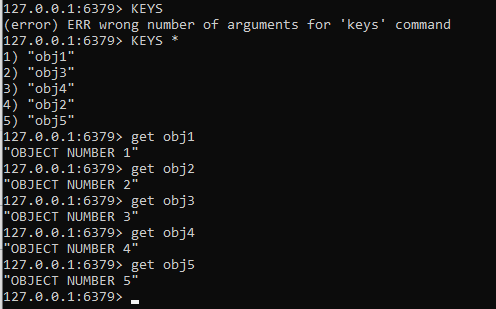 127.0.0.1:6379> KEYS
(error) ERR wrong number of arguments for 'keys' command
127.0.0.1:6379> KEYS *
1) "obj1"
2) "obj3"
3) "obj4"
4) "obj2"
5) "obj5"
127.0.0.1:6379> get obj1
"OBJECT NUMBER 1"
127.0.0.1:6379> get obj2
"OBJECT NUMBER 2"
127.0.0.1:6379> get obj3
"OBJECT NUMBER 3"
127.0.0.1:6379> get obj4
"OBJECT NUMBER 4"
127.0.0.1:6379> get obj5
"OBJECT NUMBER 5"
127.0.0.1:6379>